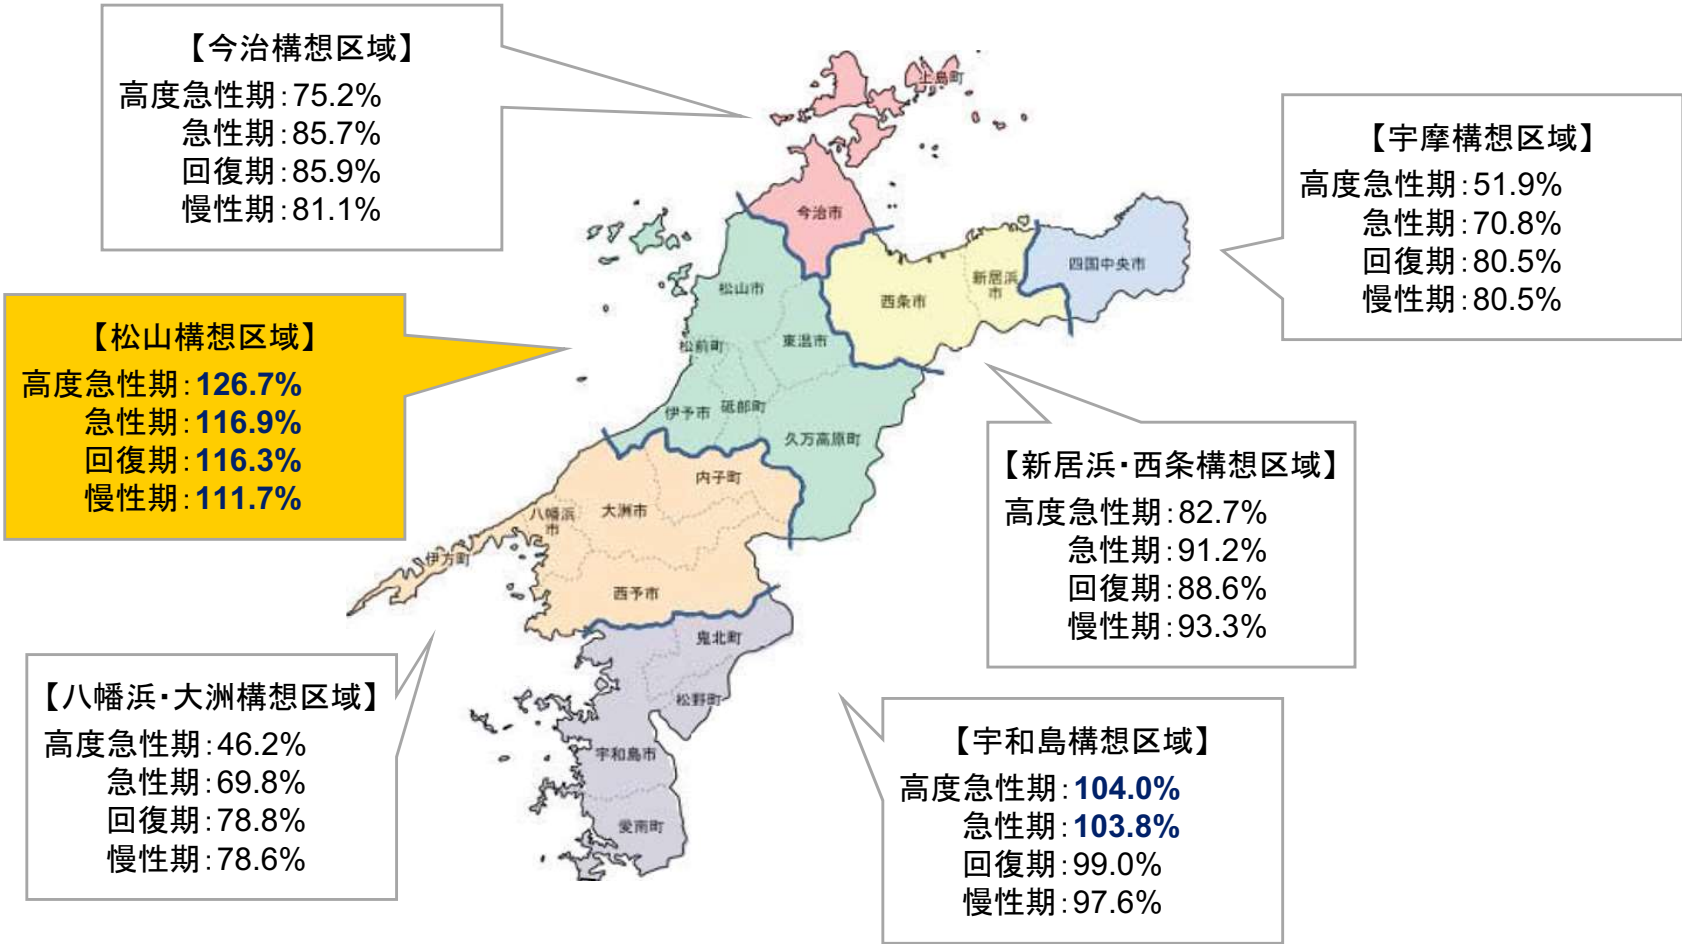 【今治構想区域】
高度急性期:75.2%
急性期:85.7%
回復期:85.9%
慢性期:81.1%
【宇摩構想区域】
高度急性期:51.9%
急性期:70.8%
回復期:80.5%
慢性期:80.5%
【松山構想区域】
高度急性期:126.7%
急性期:116.9%
回復期:116.3%
慢性期:111.7%
【新居浜・西条構想区域】
高度急性期:82.7%
急性期:91.2%
回復期:88.6%
慢性期:93.3%
【八幡浜・大洲構想区域】
高度急性期:46.2%
急性期:69.8%
回復期:78.8%
慢性期:78.6%
【宇和島構想区域】
高度急性期:104.0%
急性期:103.8%
回復期:99.0%
慢性期:97.6%
上島町
今治市
四国中央市
新居浜
市
西条市
松山市
東温市
松前町
伊予市
砥部町
久万高原町
内子町
大洲市
八幡浜
市
伊方町
西予市
鬼北町
松野町
宇和島市
愛南町